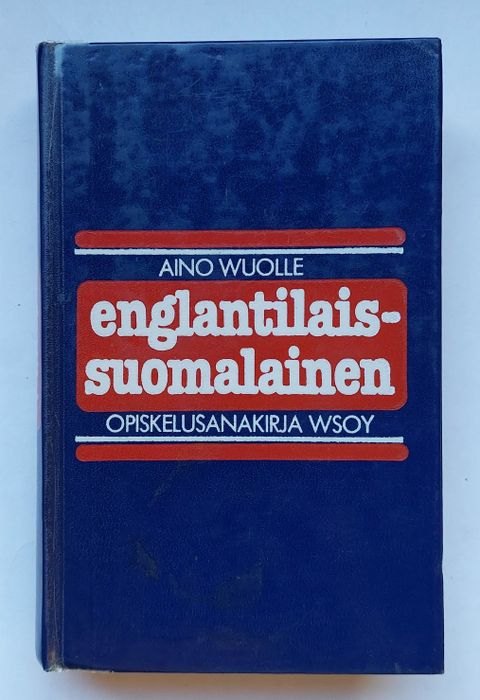 AINO WUOLLE
englantilais-
suomalainen
OPISKELUSANAKIRJA WSOY